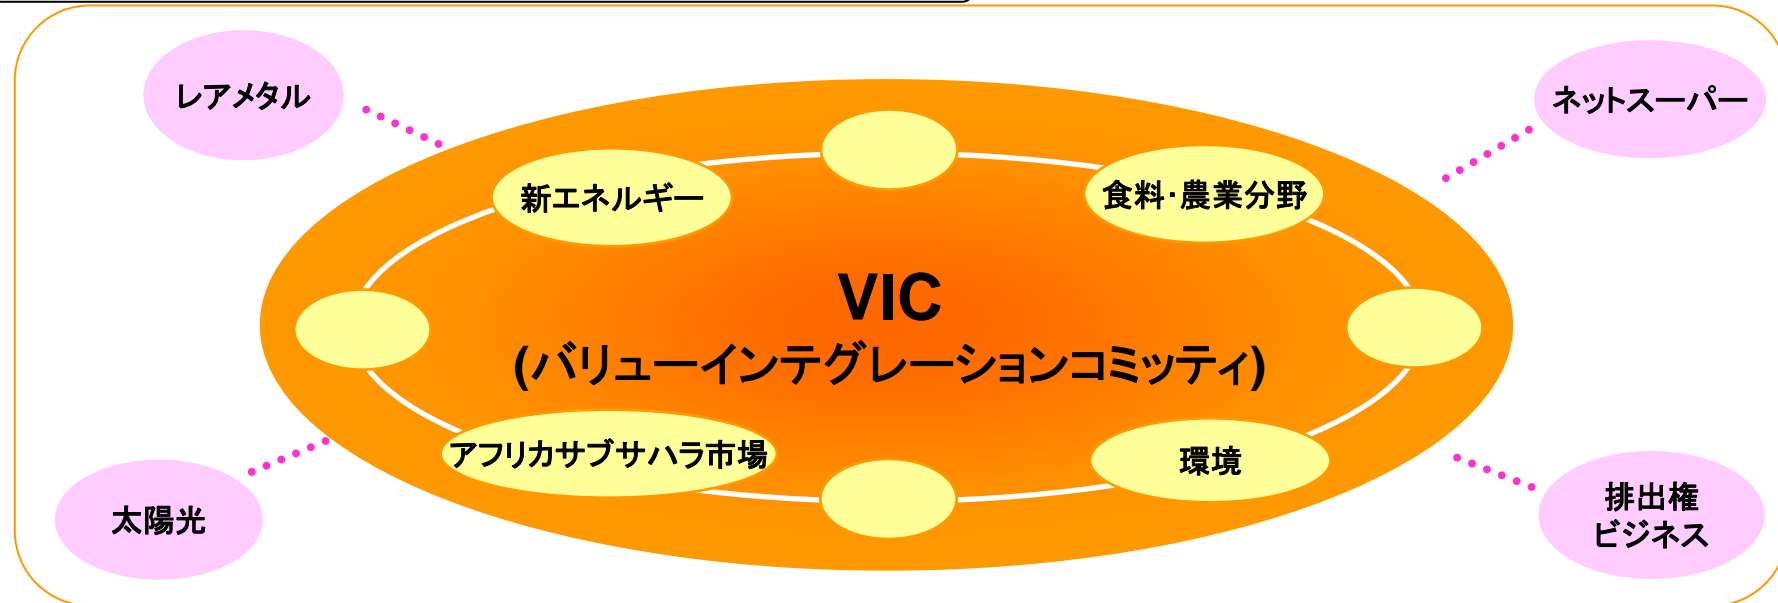 レアメタル
ネットスーパー
新エネルギー
食料・農業分野
VIC
(バリューインテグレーションコミッティ)
アフリカサブサハラ市場
環境
太陽光
排出権
ビジネス